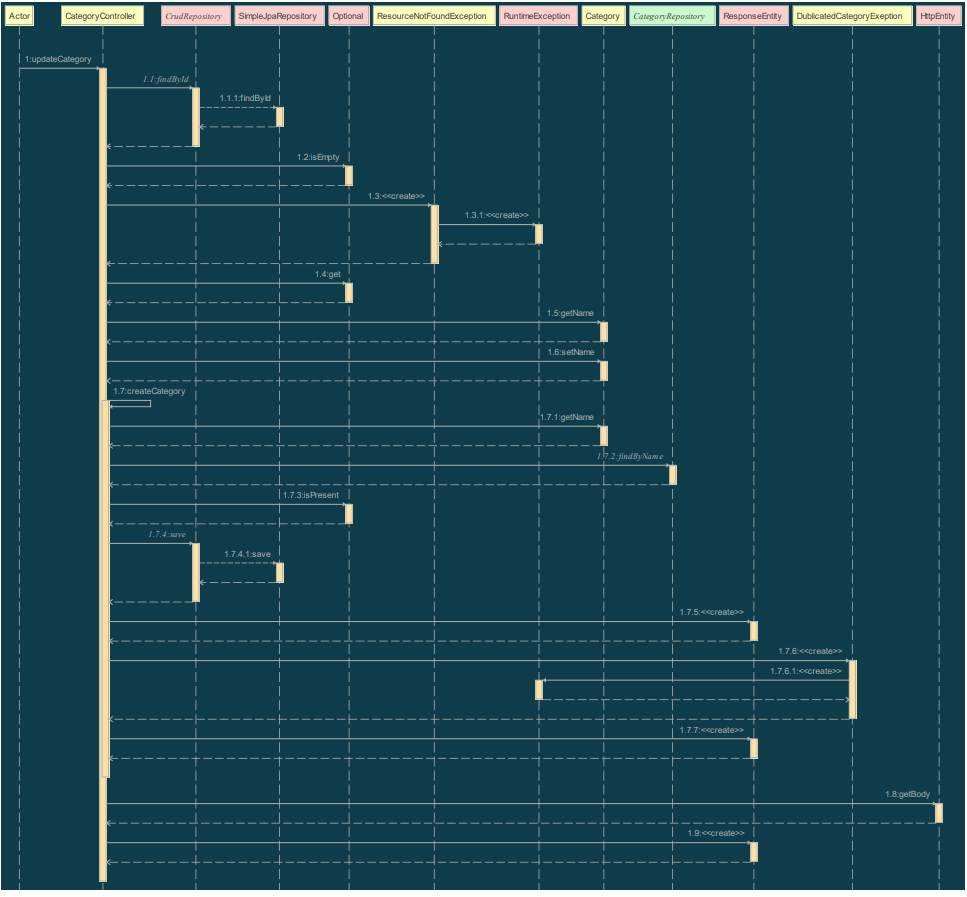 Actor CategoryController CrudRepository SimpleJpaRepository Optional ResourceNotFoundException RuntimeException Category CategoryRepository ResponseEntity DublicatedCategoryExeption HttpEntity
1:updateCategory
1.1:findById
1.1.1:findById
1.2:isEmpty
1.3:<<create>>
1.3.1:<<create>>
1.4:get
1.5:getName
1.6:setName
1.7:createCategory
1.7.1:getName
1.7.2:findByName
1.7.3:isPresent
1.7.4:save
1.7.4.1:save
1.7.5:<<create>>
1.7.6:<<create>>
1.7.6.1:<<create>>
1.7.7:<<create>>
1.8:getBody
1.9:<<create>>